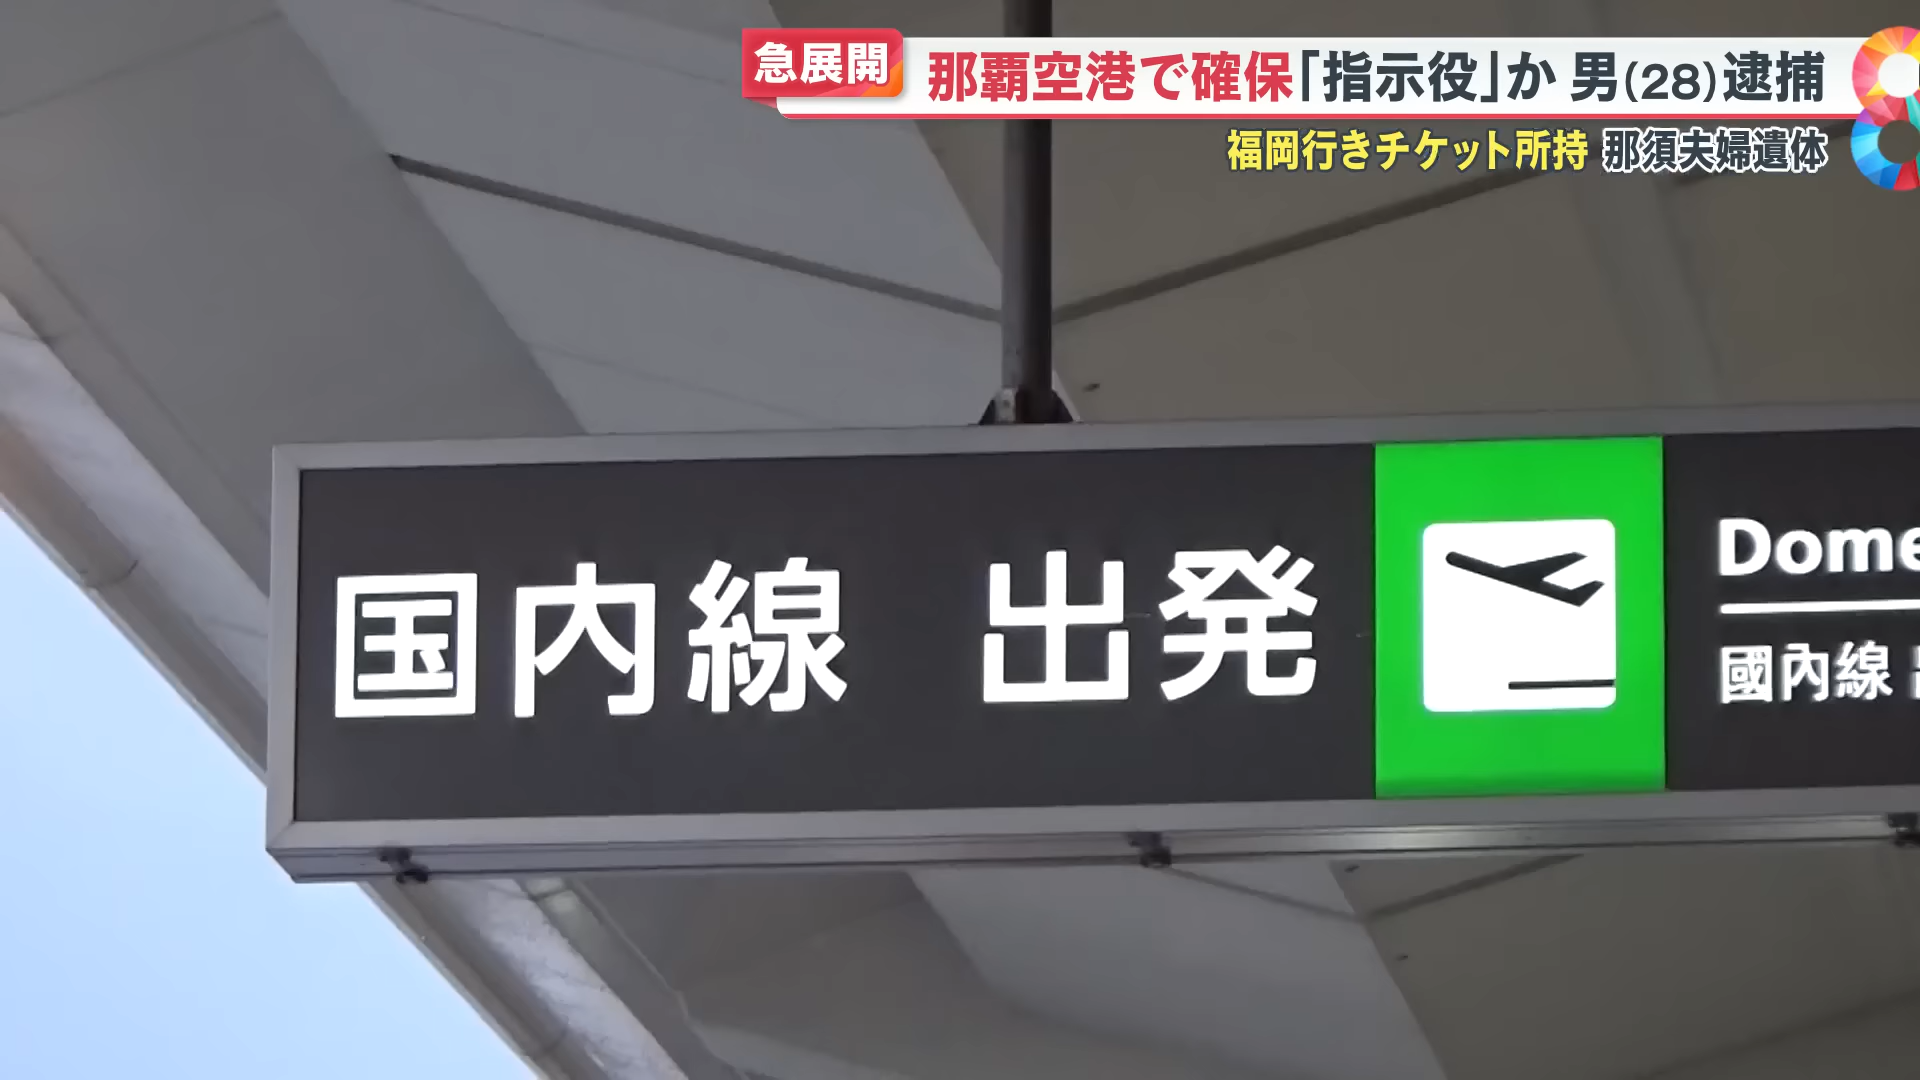 急展開
那覇空港で確保「指示役」か 男(28)逮捕
福岡行きチケット所持 那須夫婦遺体
国内線 出発
Dome
國內線